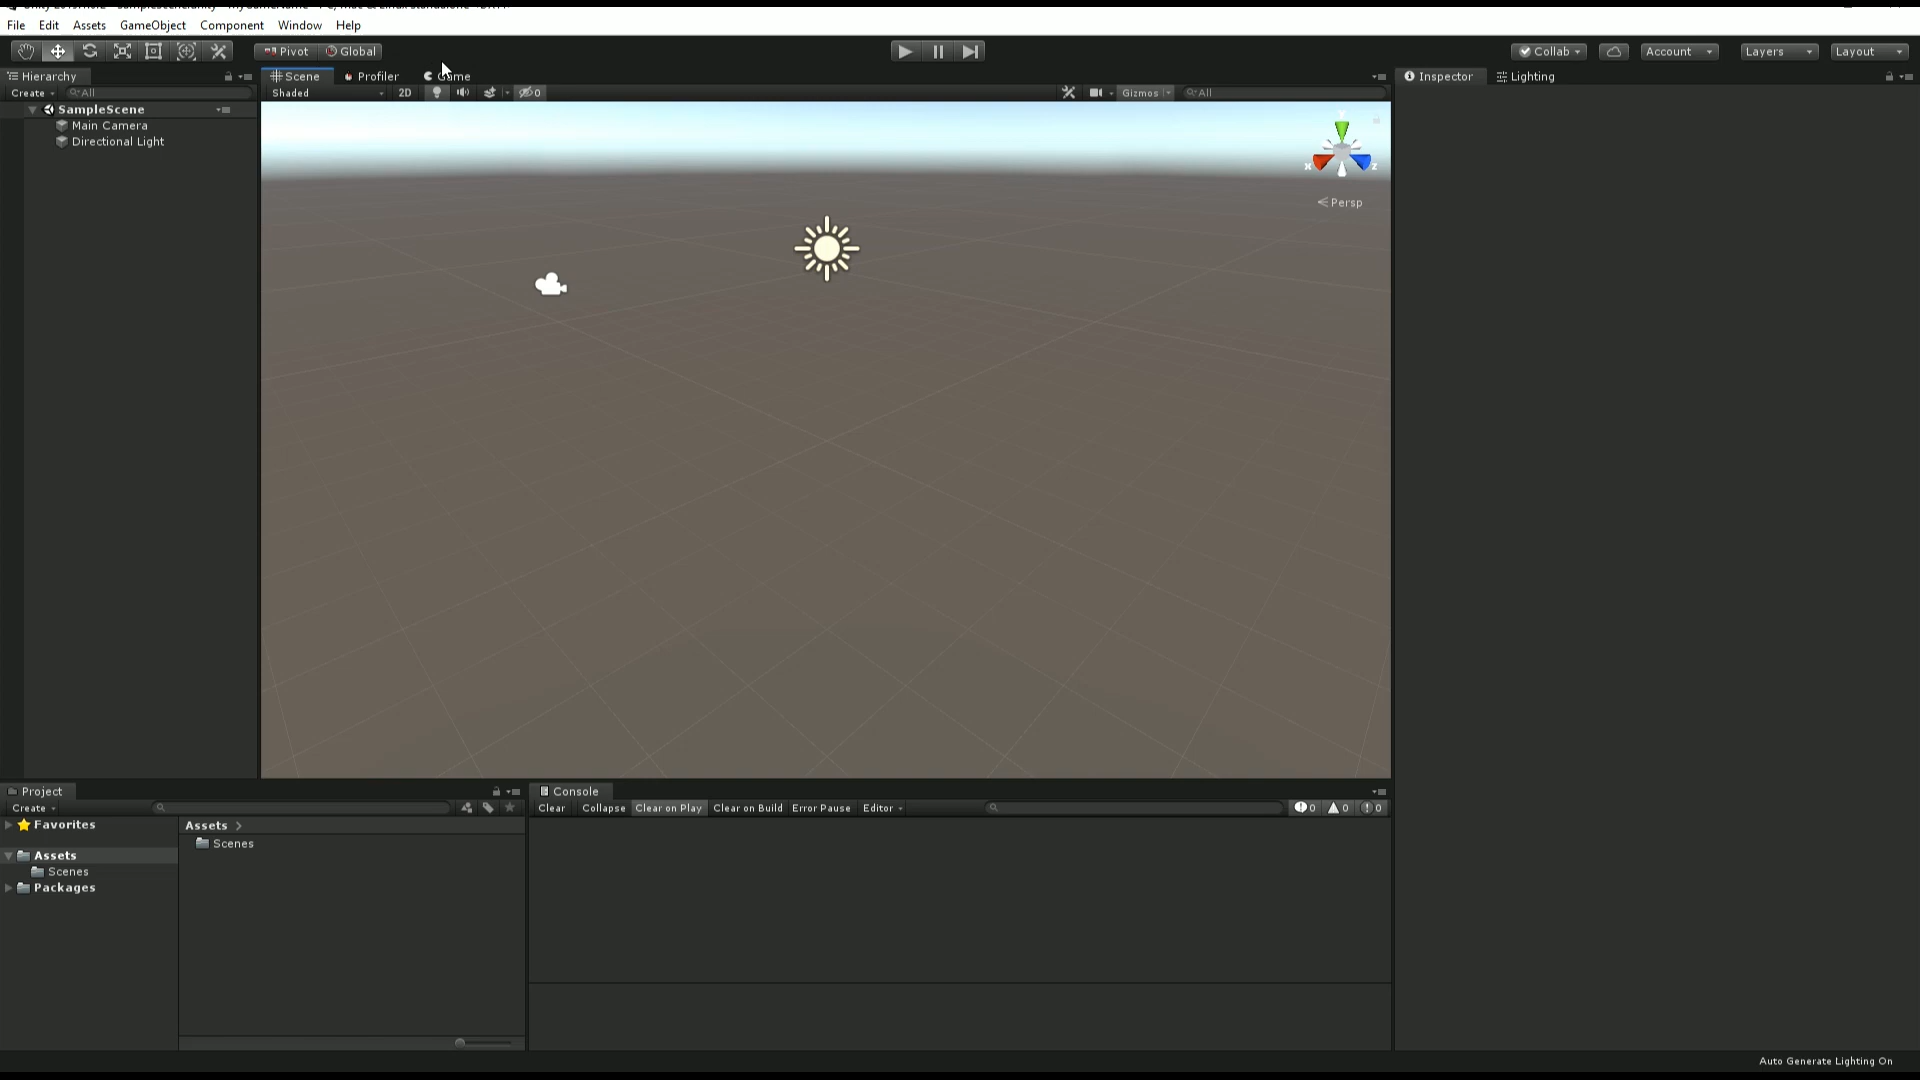 File Edit Assets GameObject Component Window Help
Pivot Global Collab Account Layers Layout
Hierarchy Scene Profiler Game Inspector Lighting
Create All Shaded 2D 0 Gizmos All
SampleScene
Main Camera
Directional Light
Y
X Z
Persp
Project Console
Create Clear Collapse Clear on Play Clear on Build Error Pause Editor 0 0 0
Favorites Assets
Scenes
Assets
Scenes
Packages
Auto Generate Lighting On